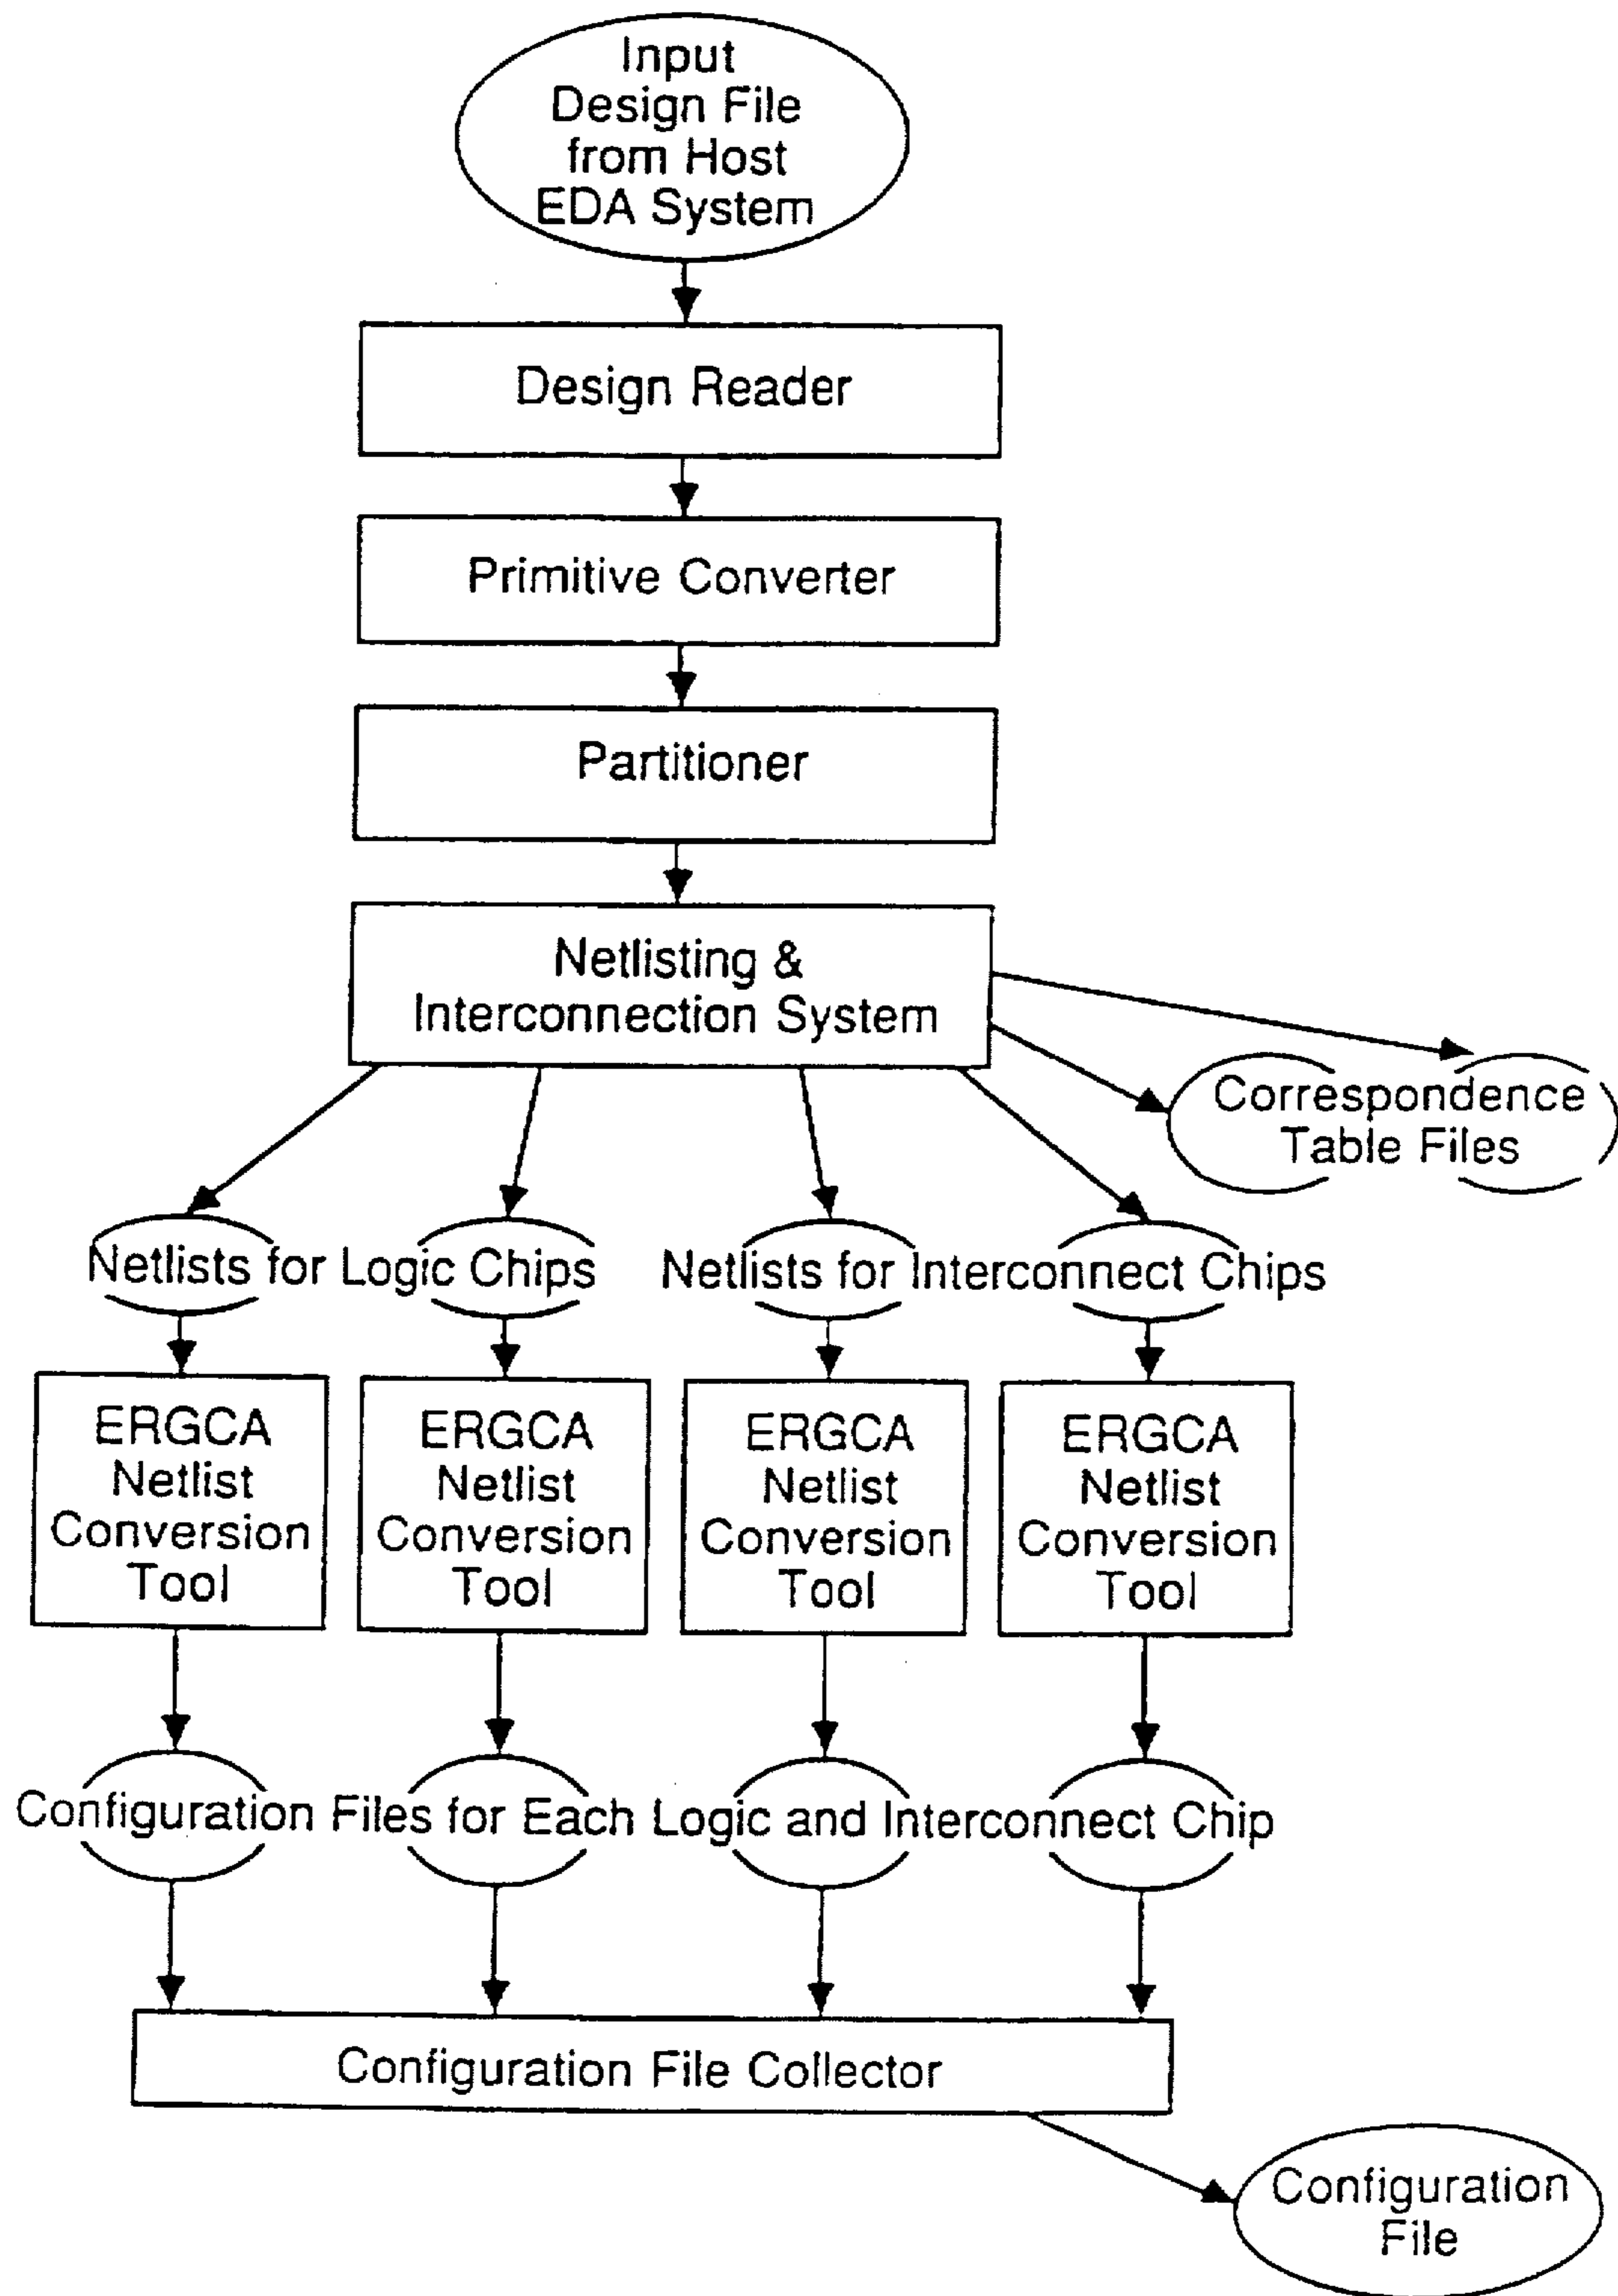 Input
Design File
from Host
EDA System
Design Reader
Primitive Converter
Partitioner
Netlisting &
Interconnection System
Correspondence
Table Files
Netlists for Logic Chips
Netlists for Interconnect Chips
ERGCA
Netlist
Conversion
Tool
ERGCA
Netlist
Conversion
Tool
ERGCA
Netlist
Conversion
Tool
ERGCA
Netlist
Conversion
Tool
Configuration Files for Each Logic and Interconnect Chip
Configuration File Collector
Configuration
File